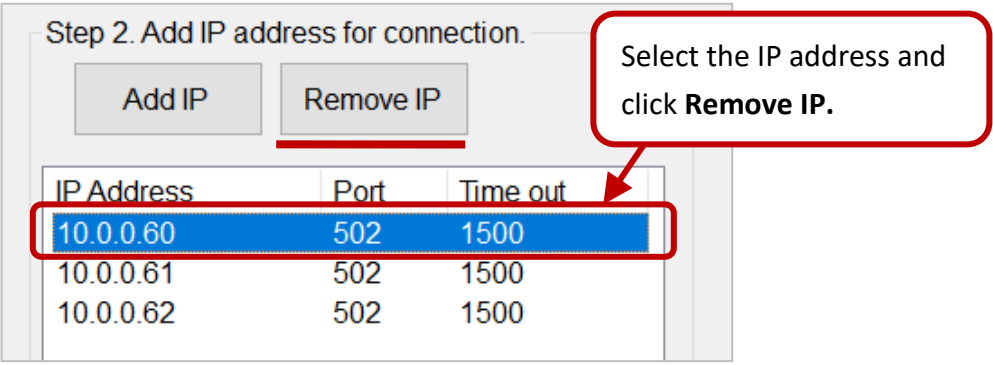 Step 2. Add IP address for connection.
Add IP
Remove IP
Select the IP address and
click Remove IP.
IP Address Port Time out
10.0.0.60 502 1500
10.0.0.61 502 1500
10.0.0.62 502 1500